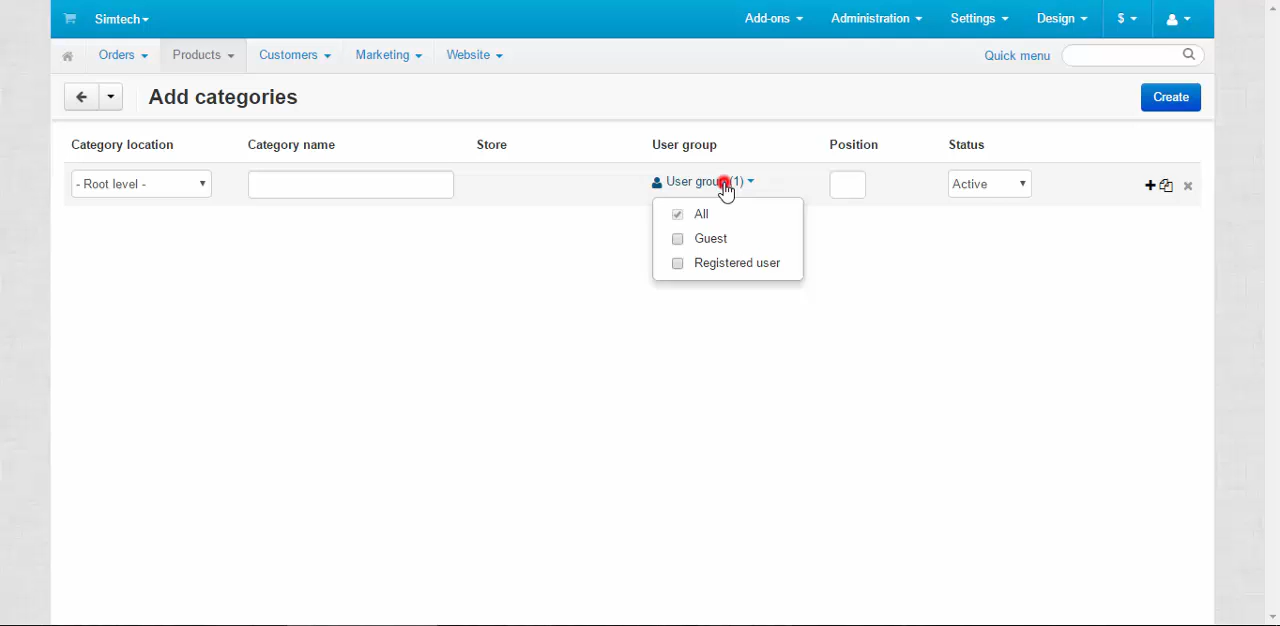 Simtech Add-ons Administration Settings Design $
Orders Products Customers Marketing Website Quick menu
Add categories Create
Category location Category name Store User group Position Status
- Root level - User group (1) Active
All
Guest
Registered user